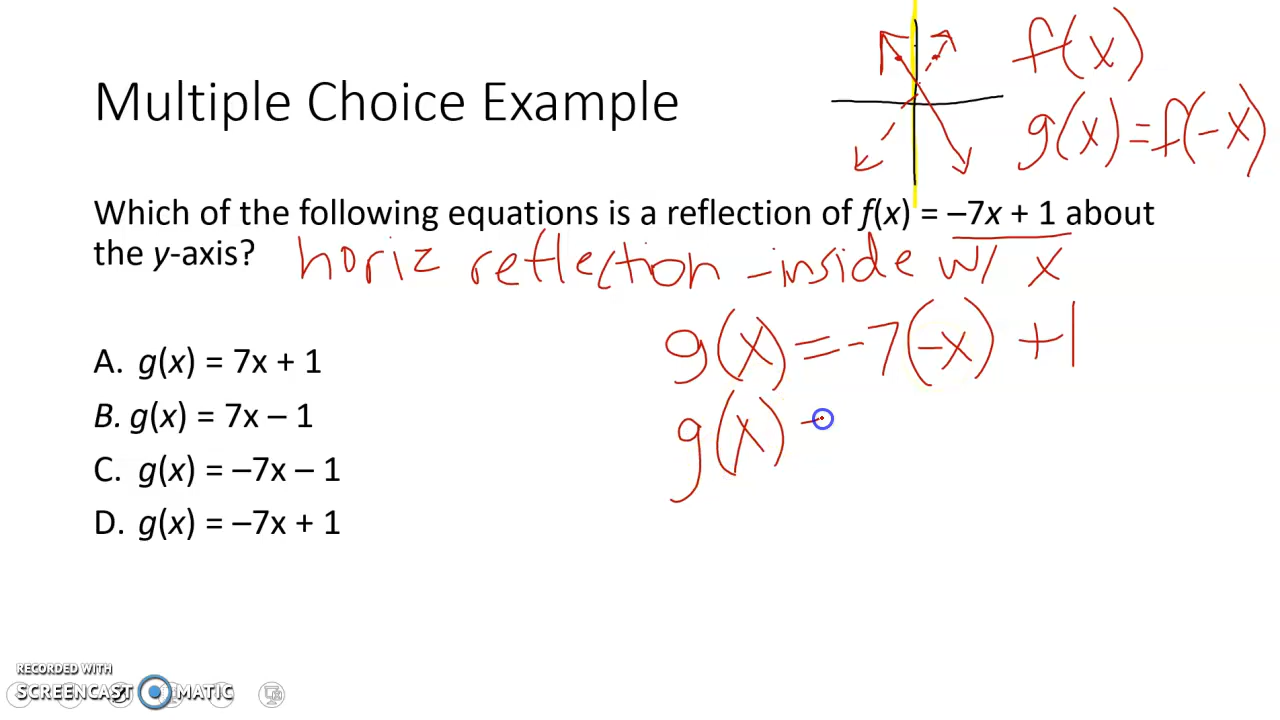 f(x)
Multiple Choice Example
g(x)=f(-x)
Which of the following equations is a reflection of f(x) = –7x + 1 about
the y-axis?
horiz reflection - inside w/ x
g(x) = -7(-x) + 1
A. g(x) = 7x + 1
B. g(x) = 7x – 1
g(x) -
C. g(x) = –7x – 1
D. g(x) = –7x + 1
RECORDED WITH
SCREENCAST MATIC